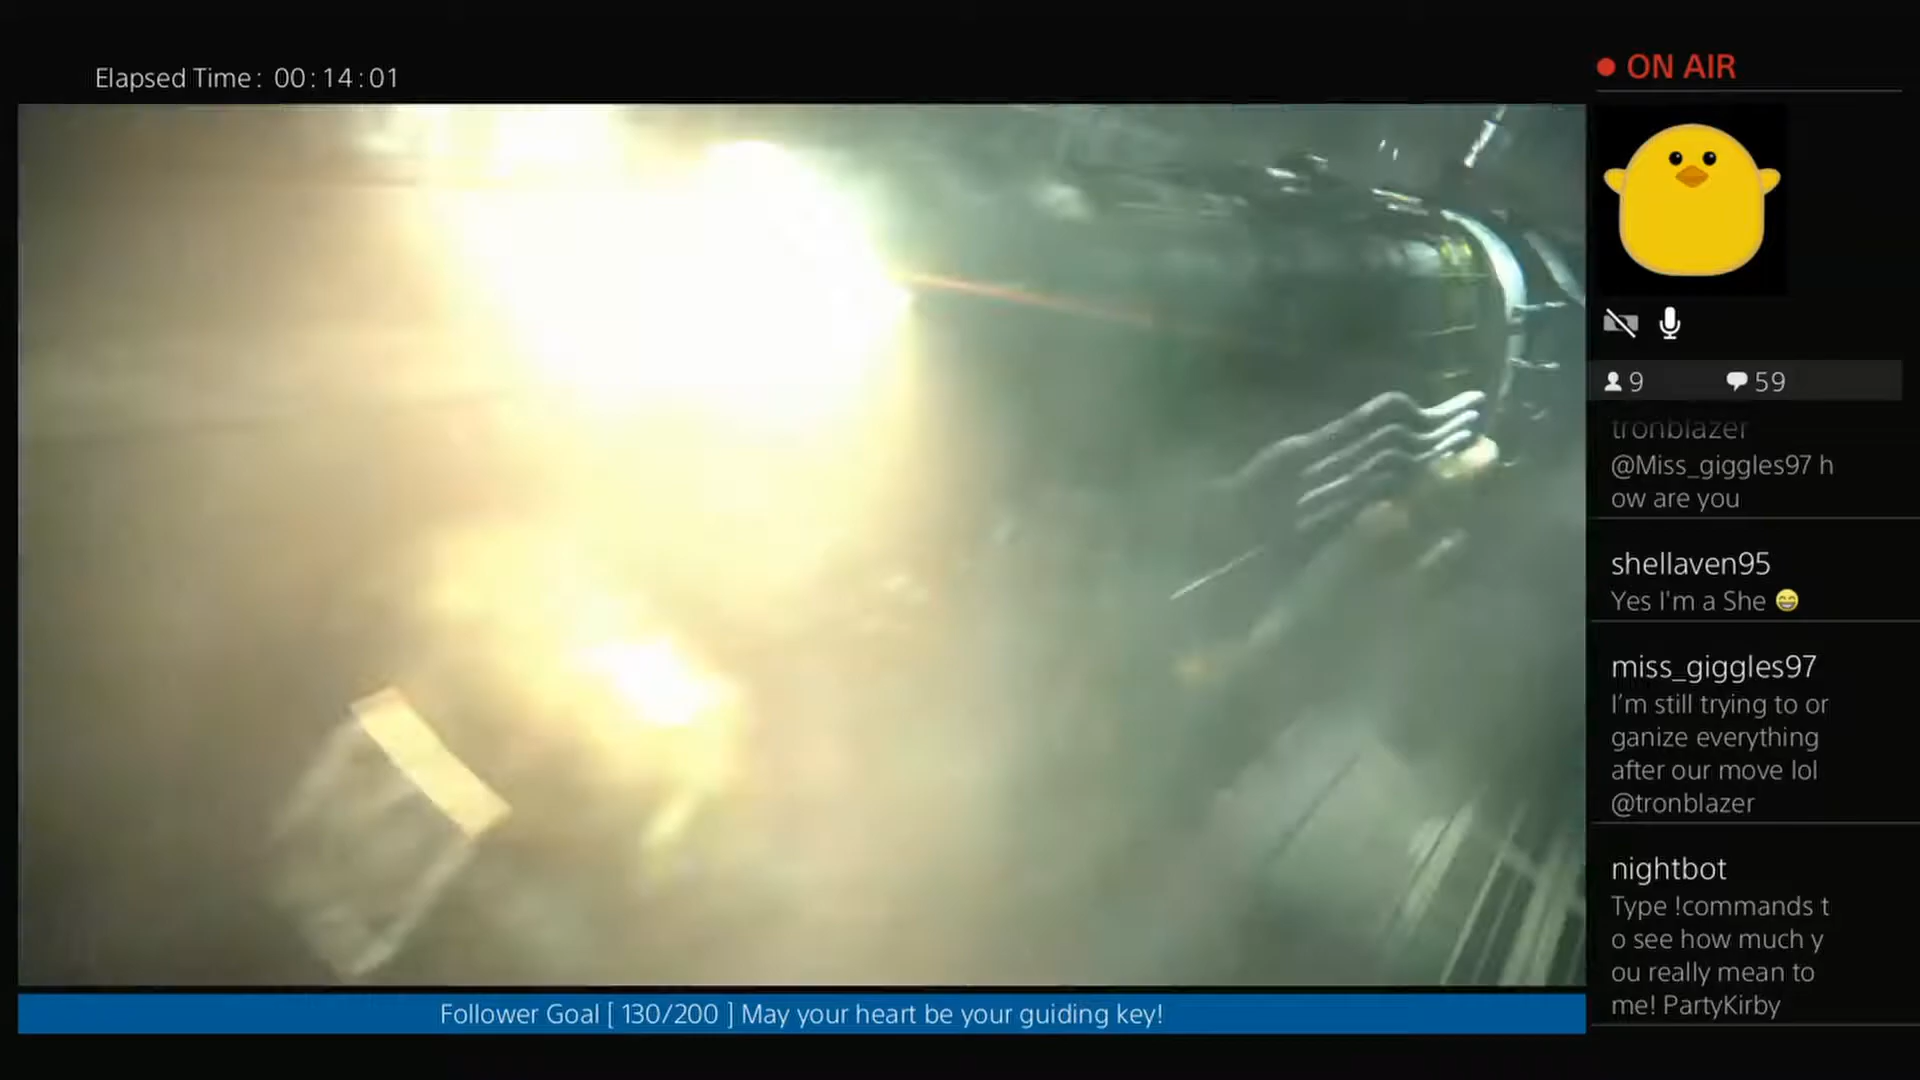 Elapsed Time: 00:14:01
ON AIR
9 59
tronblazer
@Miss_giggles97 h
ow are you
shellaven95
Yes I'm a She 😄
miss_giggles97
I'm still trying to or
ganize everything
after our move lol
@tronblazer
nightbot
Type !commands t
o see how much y
ou really mean to
me! PartyKirby
Follower Goal [ 130/200 ] May your heart be your guiding key!